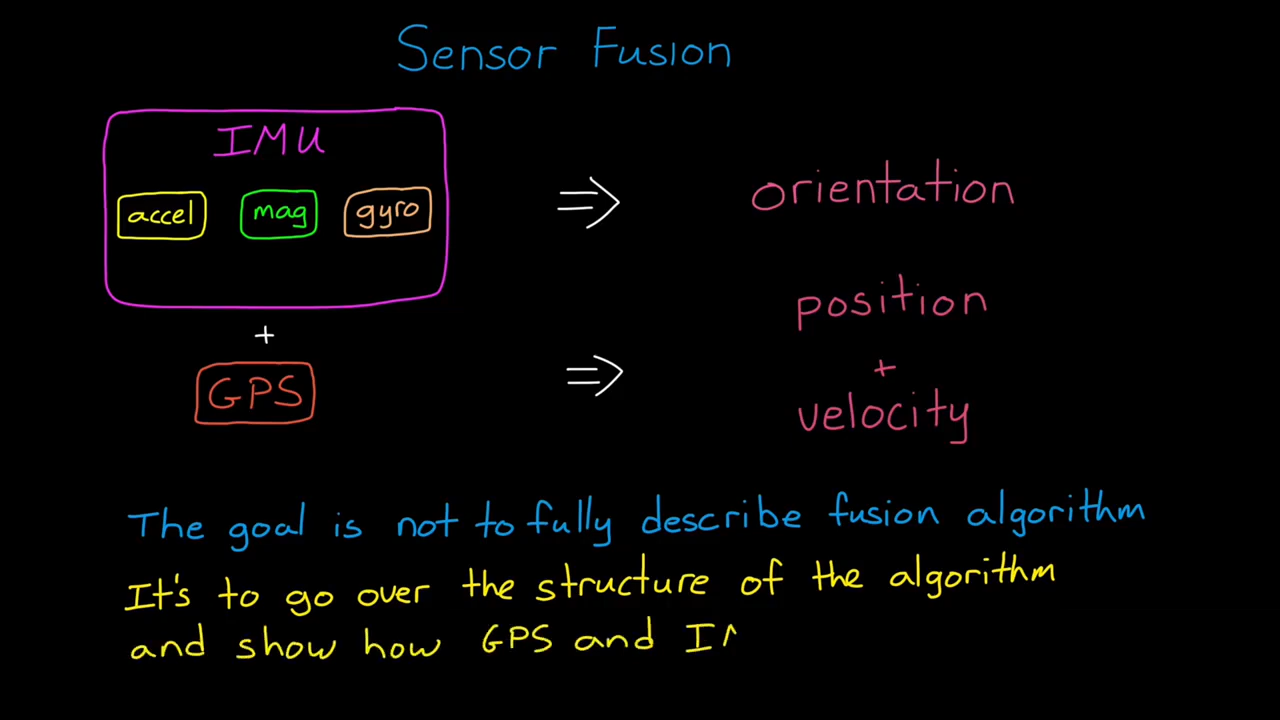 Sensor Fusion
IMU
accel mag gyro
⇒ orientation
+
GPS
⇒ position
+
velocity
The goal is not to fully describe fusion algorithm
It's to go over the structure of the algorithm
and show how GPS and I